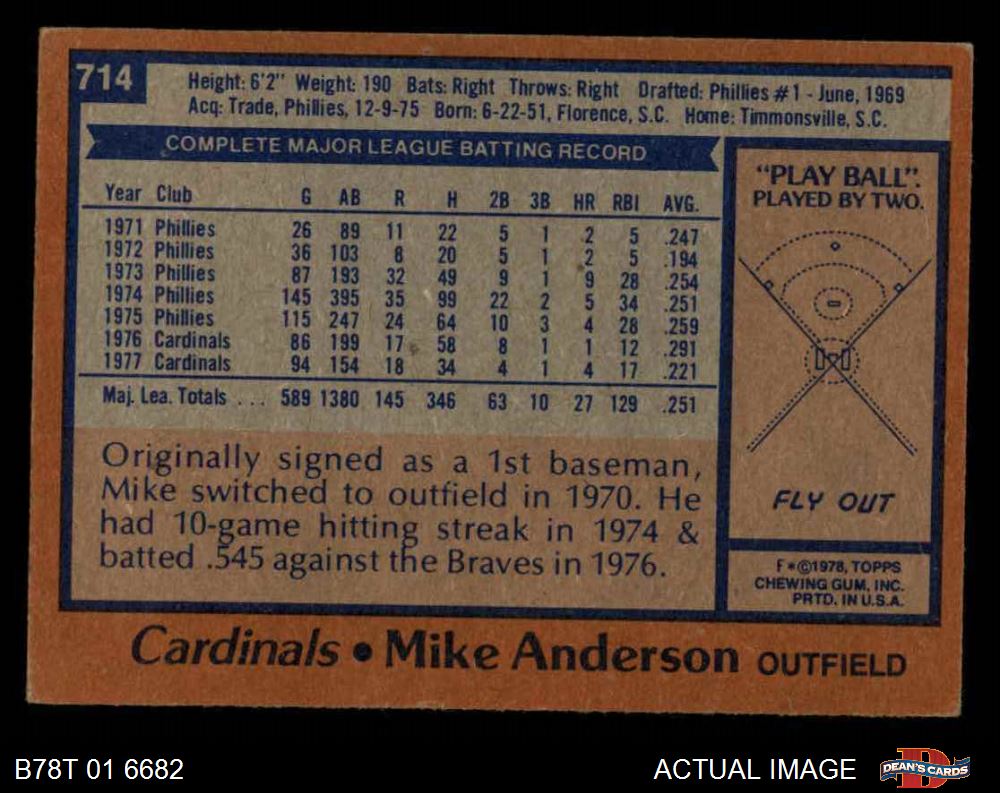 714
Height: 6'2" Weight: 190 Bats: Right Throws: Right Drafted: Phillies #1 - June, 1969
Acq: Trade, Phillies, 12-9-75 Born: 6-22-51, Florence, S.C. Home: Timmonsville, S.C.
COMPLETE MAJOR LEAGUE BATTING RECORD
Year Club G AB R H 2B 3B HR RBI AVG.
1971 Phillies 26 89 11 22 5 1 2 5 .247
1972 Phillies 36 103 8 20 5 1 2 5 .194
1973 Phillies 87 193 32 49 9 1 9 28 .254
1974 Phillies 145 395 35 99 22 2 5 34 .251
1975 Phillies 115 247 24 64 10 3 4 28 .259
1976 Cardinals 86 199 17 58 8 1 1 12 .291
1977 Cardinals 94 154 18 34 4 1 4 17 .221
Maj. Lea. Totals . . . 589 1380 145 346 63 10 27 129 .251
Originally signed as a 1st baseman,
Mike switched to outfield in 1970. He
had 10-game hitting streak in 1974 &
batted .545 against the Braves in 1976.
"PLAY BALL".
PLAYED BY TWO.
FLY OUT
F*©1978, TOPPS
CHEWING GUM, INC.
PRTD. IN U.S.A.
Cardinals • Mike Anderson OUTFIELD
B78T 01 6682
ACTUAL IMAGE
D
DEAN'S CARDS